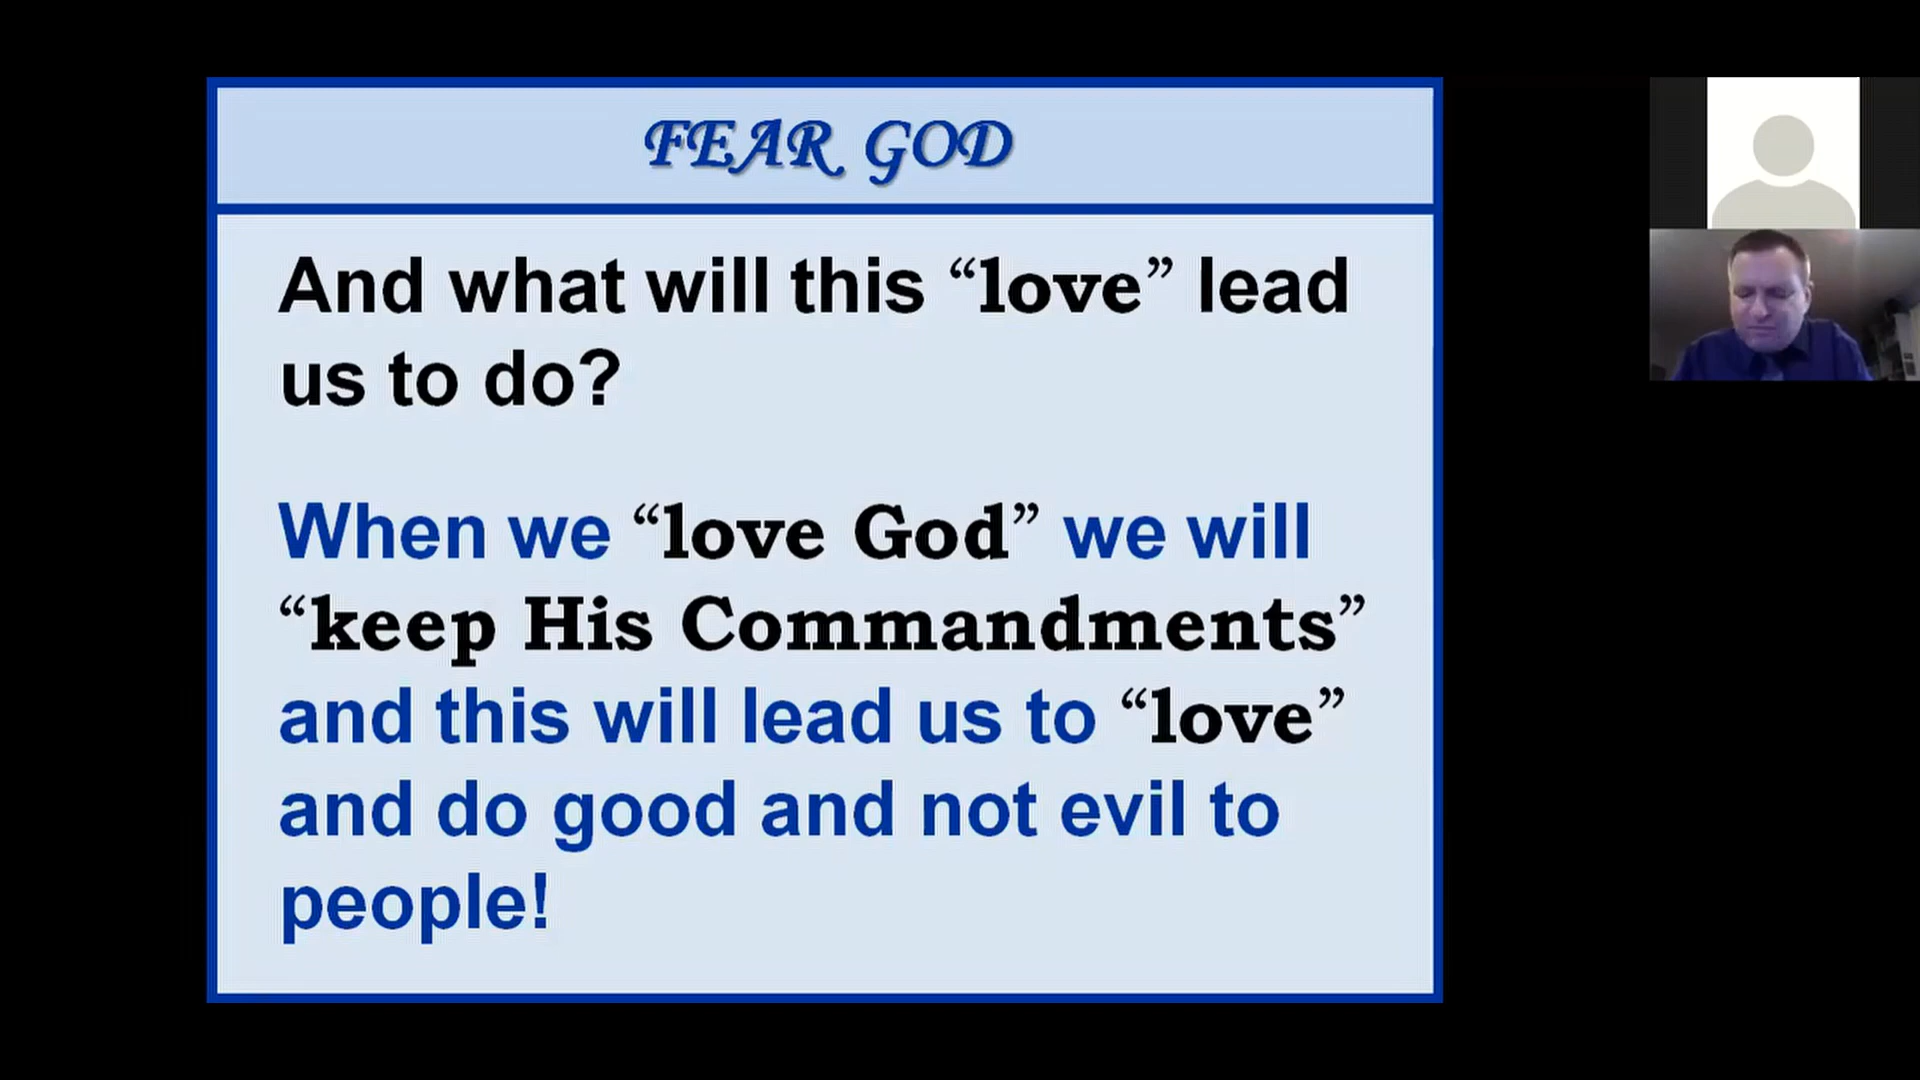 FEAR GOD
And what will this “love” lead
us to do?
When we “love God” we will
“keep His Commandments”
and this will lead us to “love”
and do good and not evil to
people!